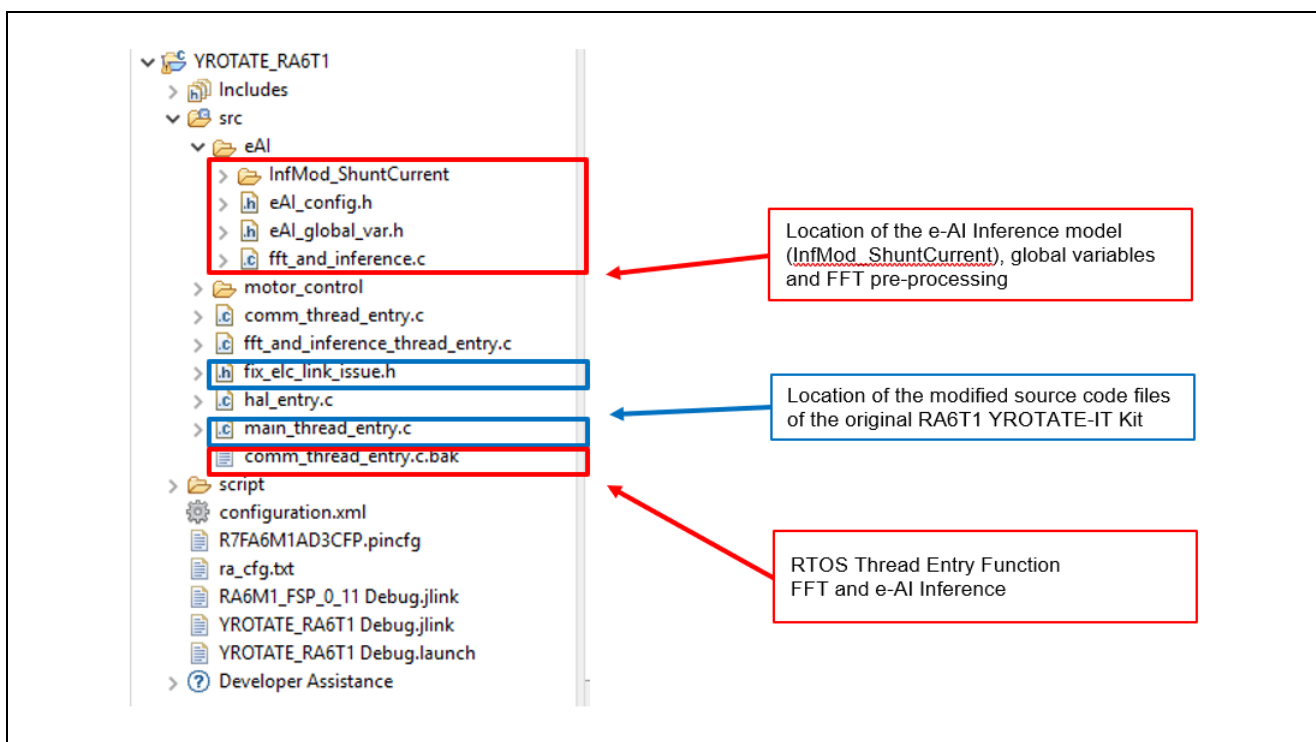 YROTATE_RA6T1
Includes
src
eAI
InfMod_ShuntCurrent
eAI_config.h
eAI_global_var.h
fft_and_inference.c
motor_control
comm_thread_entry.c
fft_and_inference_thread_entry.c
fix_elc_link_issue.h
hal_entry.c
main_thread_entry.c
comm_thread_entry.c.bak
script
configuration.xml
R7FA6M1AD3CFP.pincfg
ra_cfg.txt
RA6M1_FSP_0_11 Debug.jlink
YROTATE_RA6T1 Debug.jlink
YROTATE_RA6T1 Debug.launch
Developer Assistance
Location of the e-AI Inference model
(InfMod_ShuntCurrent), global variables
and FFT pre-processing
Location of the modified source code files
of the original RA6T1 YROTATE-IT Kit
RTOS Thread Entry Function
FFT and e-AI Inference